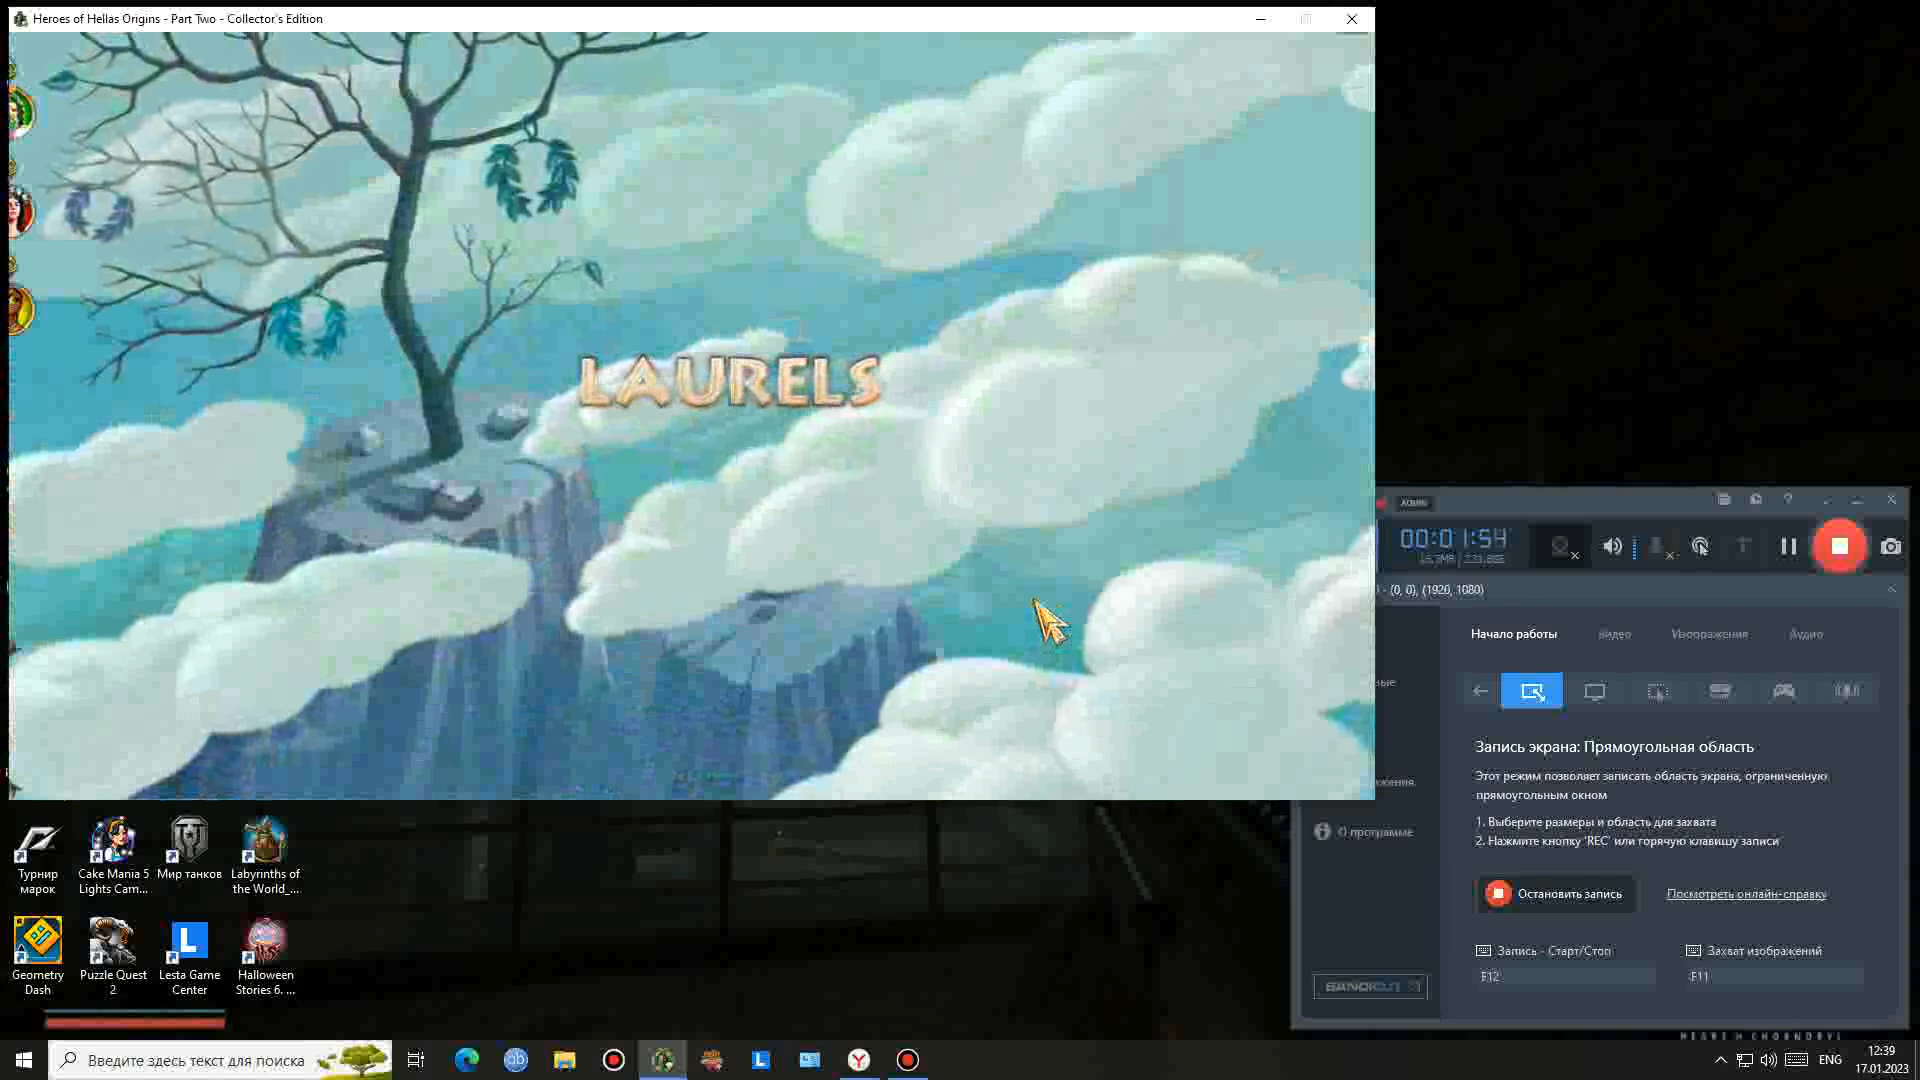 Heroes of Hellas Origins - Part Two - Collector's Edition
LAURELS
ADMIN
00:01:54
- (0, 0), (1920, 1080)
Начало работы
Видео
Изображения
Аудио
Запись экрана: Прямоугольная область
Этот режим позволяет записать область экрана, ограниченную
прямоугольным окном
1. Выберите размеры и область для захвата
2. Нажмите кнопку 'REC' или горячую клавишу записи
О программе
Остановить запись
Посмотреть онлайн-справку
Запись - Старт/Стоп
Захват изображений
F12
F11
BANDICUT
Турнир
марок
Cake Mania 5
Lights Cam...
Мир танков
Labyrinths of
the World_...
Geometry
Dash
Puzzle Quest
2
Lesta Game
Center
Halloween
Stories 6. ...
Введите здесь текст для поиска
ENG
12:39
17.01.2023